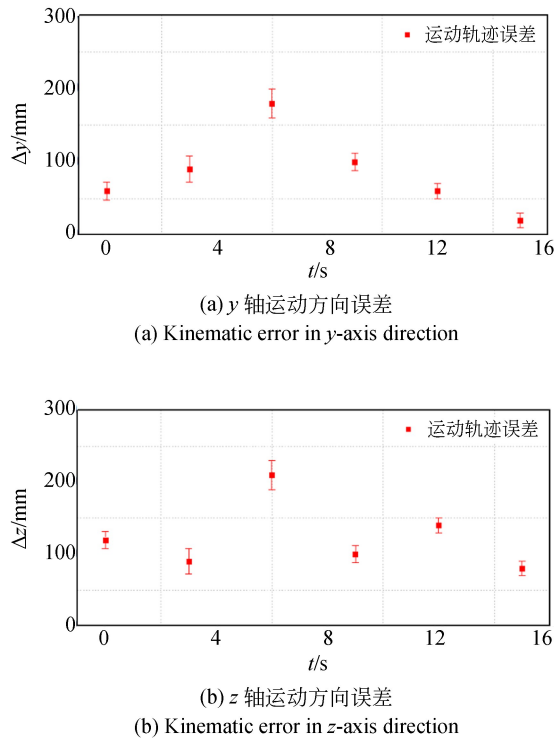 300
运动轨迹误差
200
Δy/mm
100
0
0 4 8 12 16
t/s
(a) y 轴运动方向误差
(a) Kinematic error in y-axis direction
300
运动轨迹误差
200
Δz/mm
100
0
0 4 8 12 16
t/s
(b) z 轴运动方向误差
(b) Kinematic error in z-axis direction